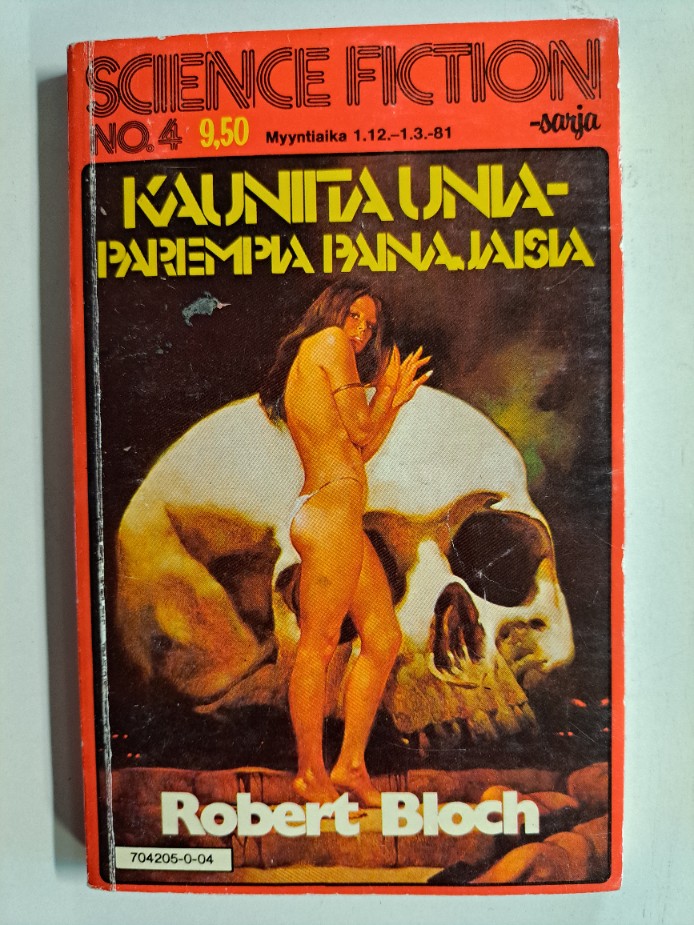 SCIENCE FICTION
-sarja
NO. 4 9,50 Myyntiaika 1.12.–1.3.-81
KAUNIITA UNIA-
PAREMPIA PAINAJAISIA
Robert Bloch
704205-0-04